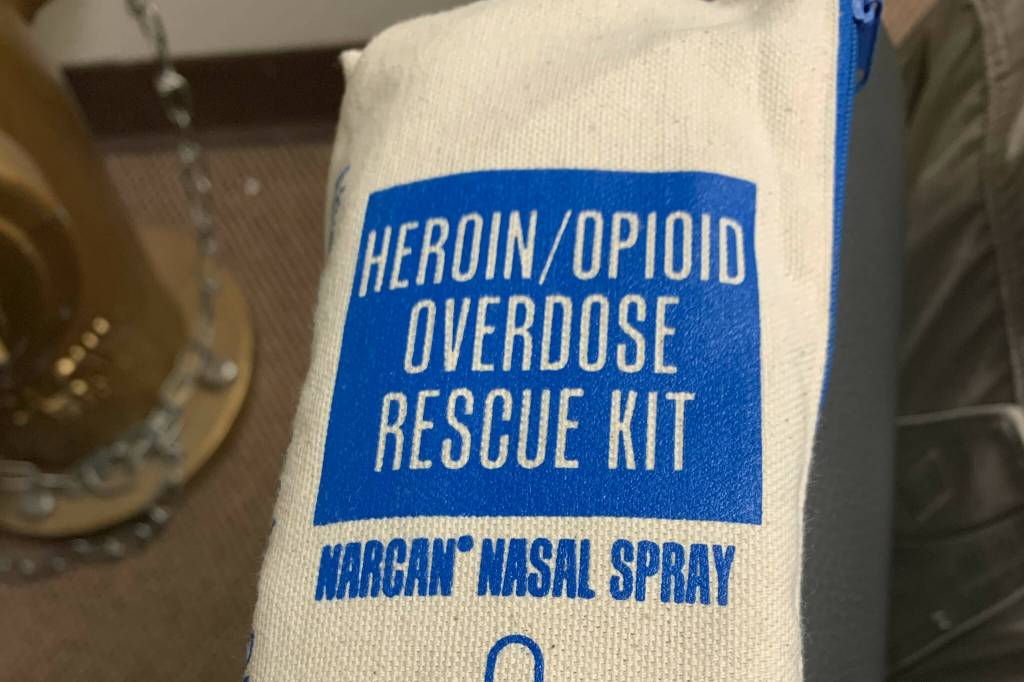 HEROIN/OPIOID
OVERDOSE
RESCUE KIT
NARCAN® NASAL SPRAY